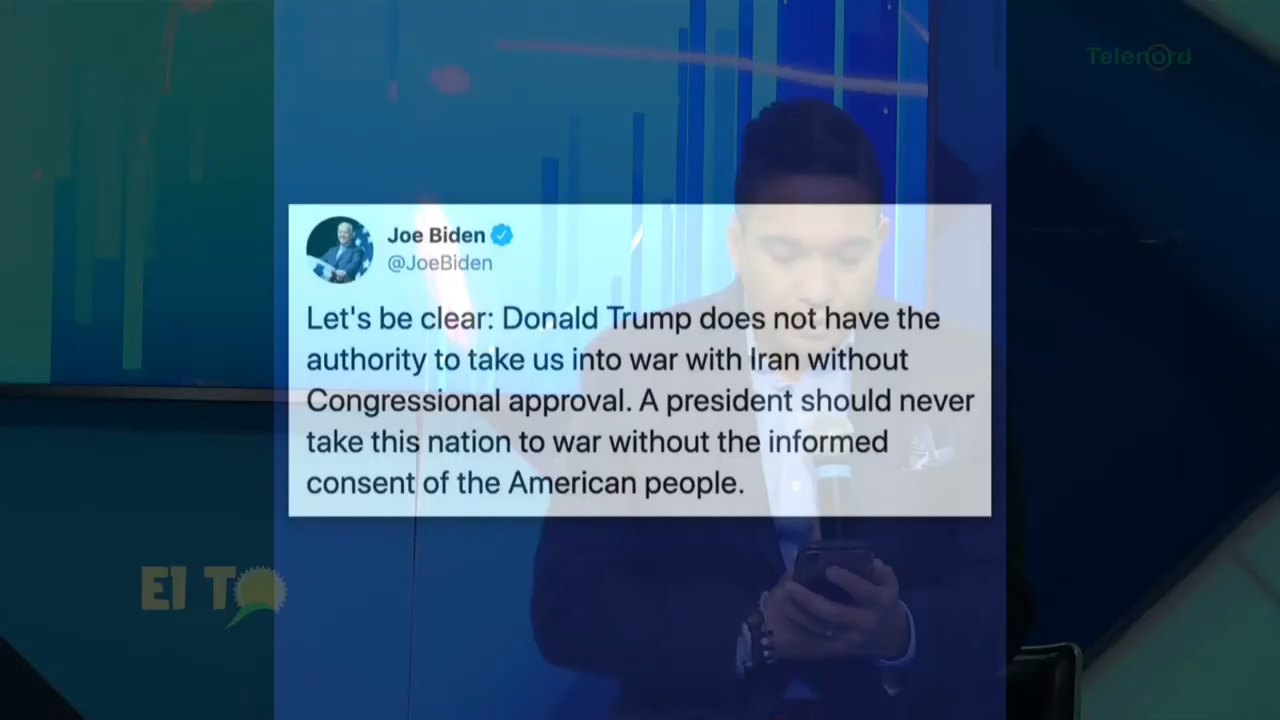 Telenord
Joe Biden
@JoeBiden
Let's be clear: Donald Trump does not have the
authority to take us into war with Iran without
Congressional approval. A president should never
take this nation to war without the informed
consent of the American people.
El T